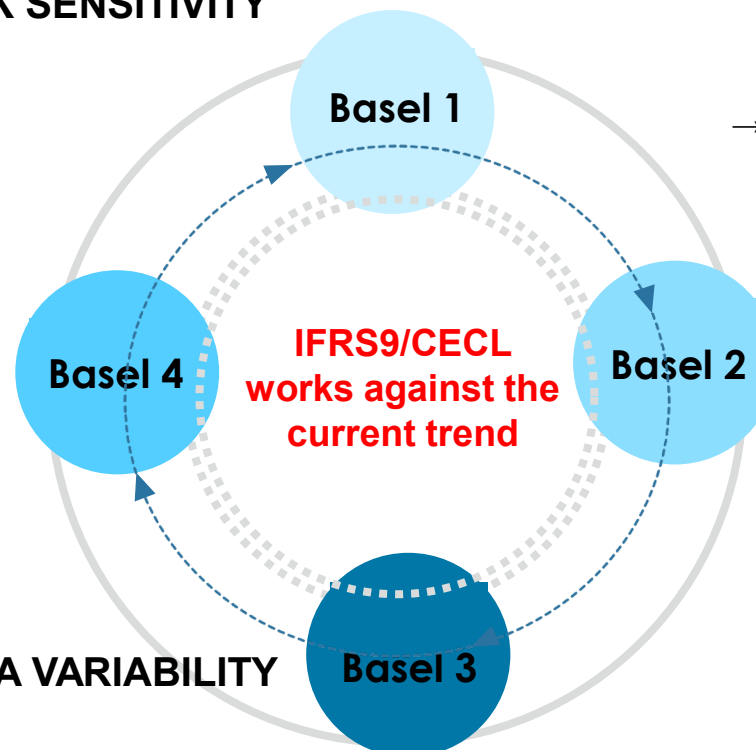 K SENSITIVITY
Basel 1
→
Basel 2
IFRS9/CECL
works against the
current trend
Basel 4
A VARIABILITY
Basel 3